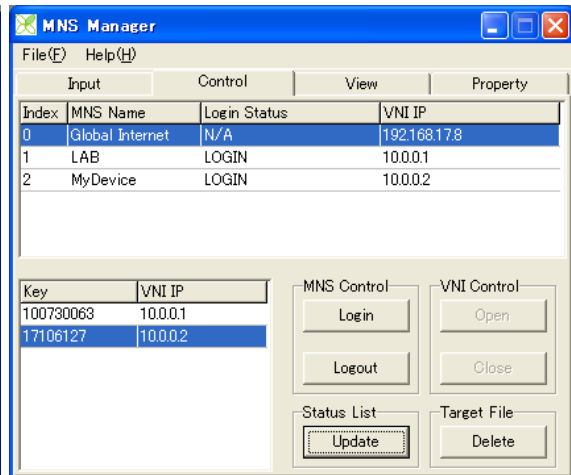 MNS Manager
File(F) Help(H)
Input Control View Property
Index MNS Name Login Status VNI IP
0 Global Internet N/A 192.168.17.8
1 LAB LOGIN 10.0.0.1
2 MyDevice LOGIN 10.0.0.2
Key VNI IP
100730063 10.0.0.1
17106127 10.0.0.2
MNS Control
Login
Logout
VNI Control
Open
Close
Status List
Update
Target File
Delete